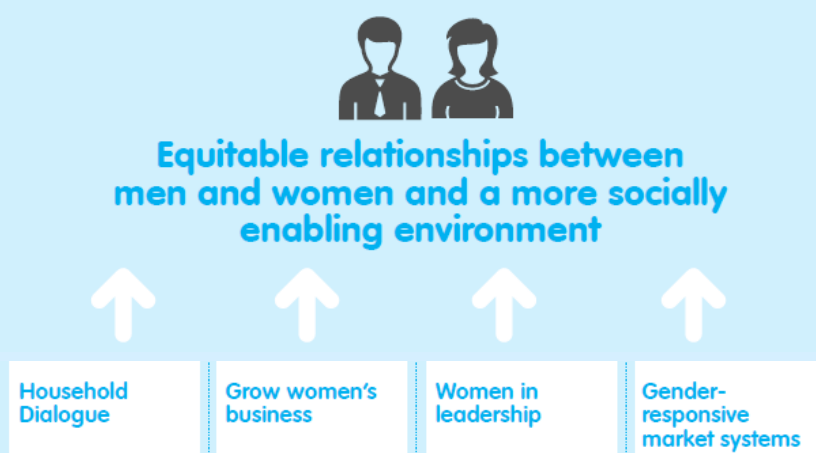 Equitable relationships between
men and women and a more socially
enabling environment
Household
Dialogue
Grow women's
business
Women in
leadership
Gender-
responsive
market systems